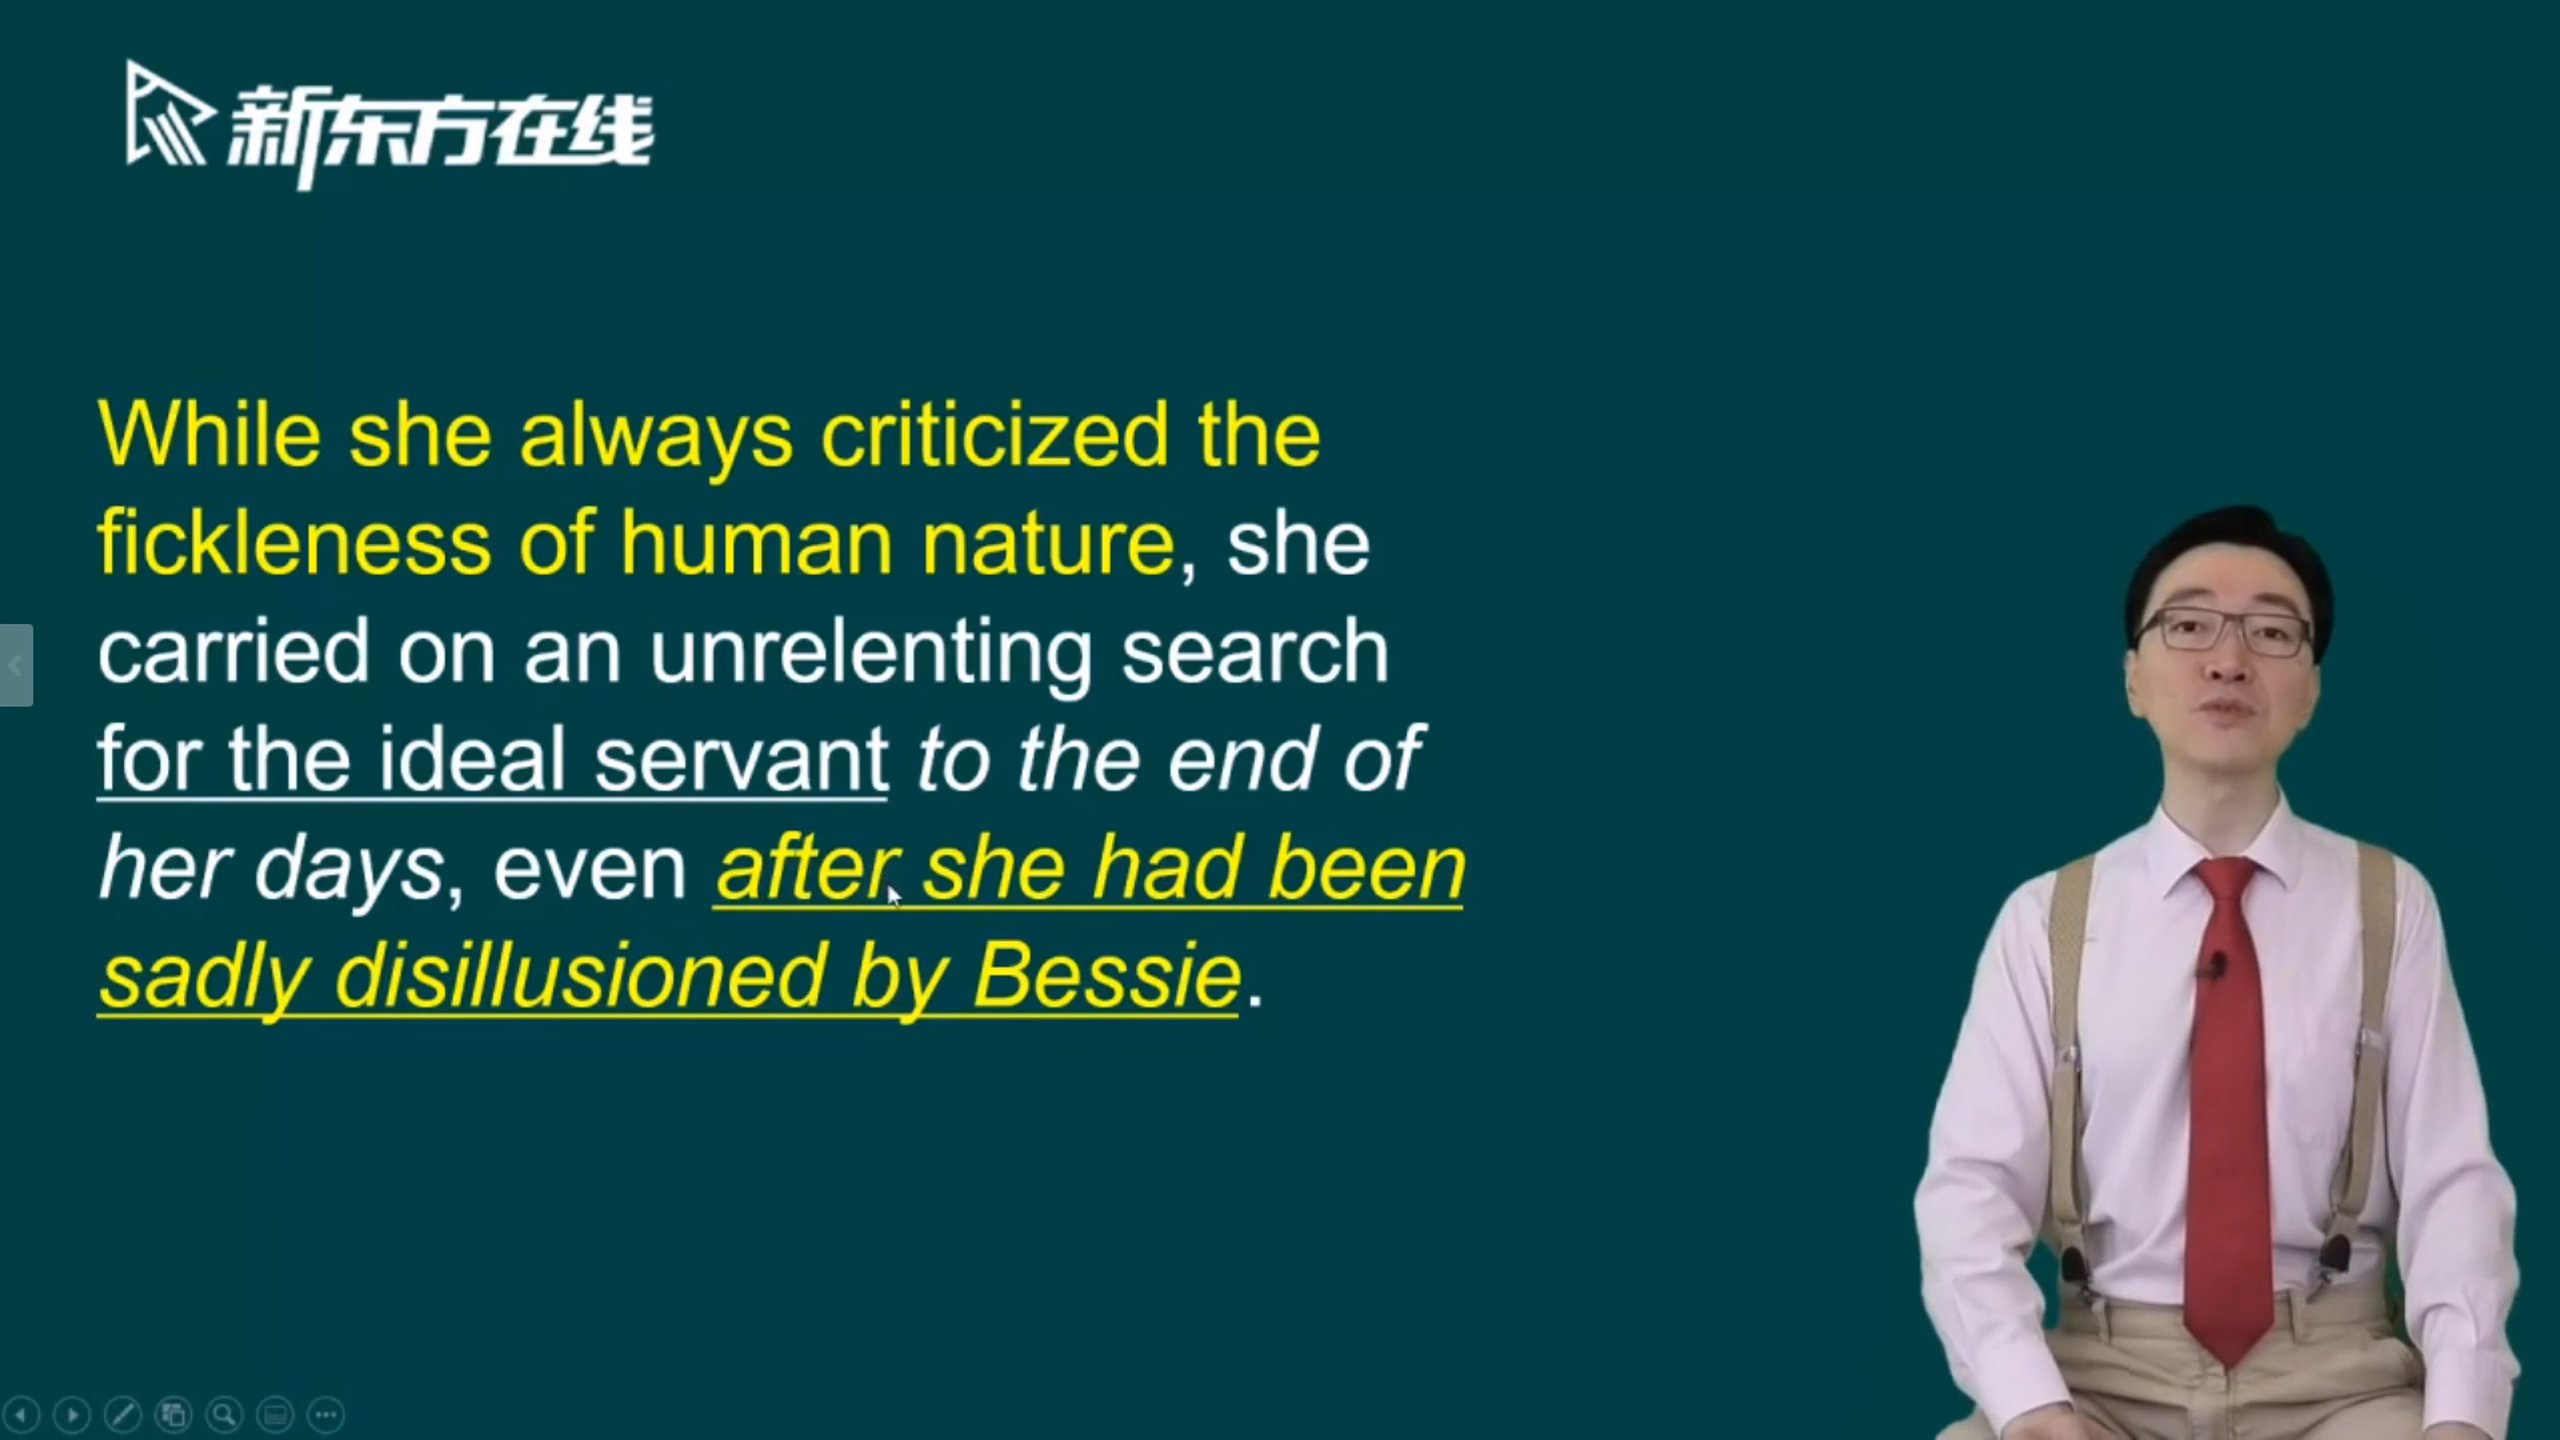 新东方在线
While she always criticized the
fickleness of human nature, she
carried on an unrelenting search
for the ideal servant to the end of
her days, even after she had been
sadly disillusioned by Bessie.